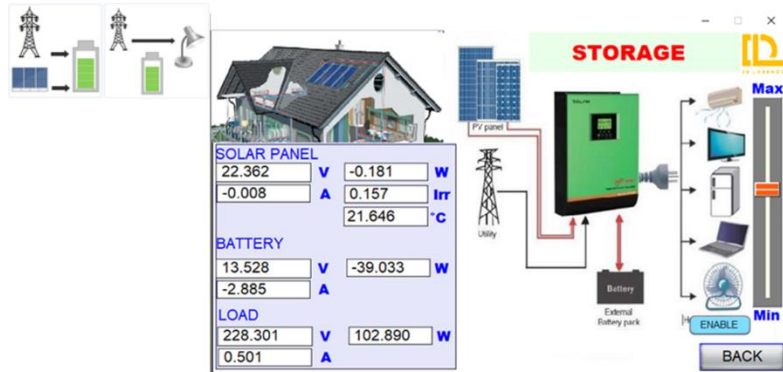 STORAGE
Max
SOLAR PANEL
22.362 V -0.181 W
-0.008 A 0.157 Irr
21.646 °C
BATTERY
13.528 V -39.033 W
-2.885 A
LOAD
228.301 V 102.890 W
0.501 A
PV panel
Utility
Battery
External
Battery pack
Min
ENABLE
BACK